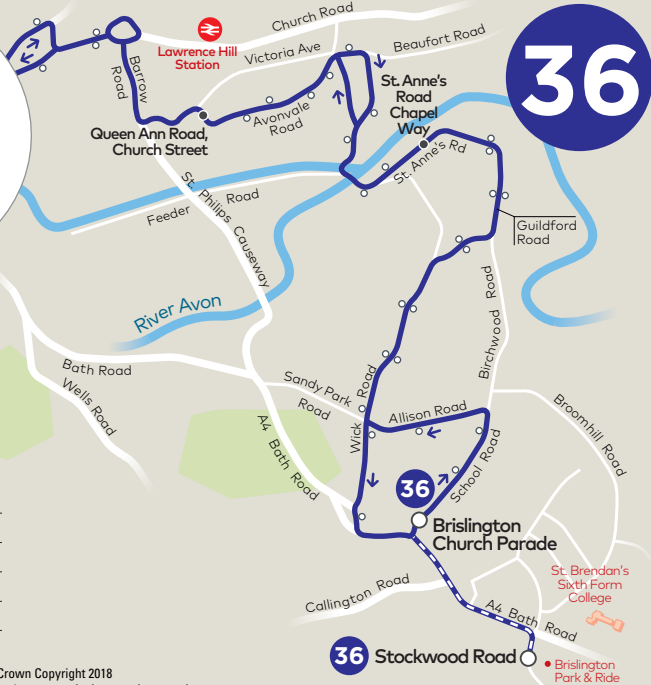 36
Church Road
Lawrence Hill
Station
Victoria Ave
Beaufort Road
Barrow
Road
St. Anne's
Road
Chapel
Way
Avonvale
Road
Queen Ann Road,
Church Street
St. Anne's Rd
St. Philips Causeway
Feeder Road
Guildford
Road
River Avon
Birchwood Road
Bath Road
Wells Road
Sandy Park
Road
Wick Road
Allison Road
Broomhill Road
A4 Bath Road
School Road
36
Brislington
Church Parade
St. Brendan's
Sixth Form
College
Callington Road
A4 Bath Road
36 Stockwood Road
Brislington
Park & Ride
Crown Copyright 2018